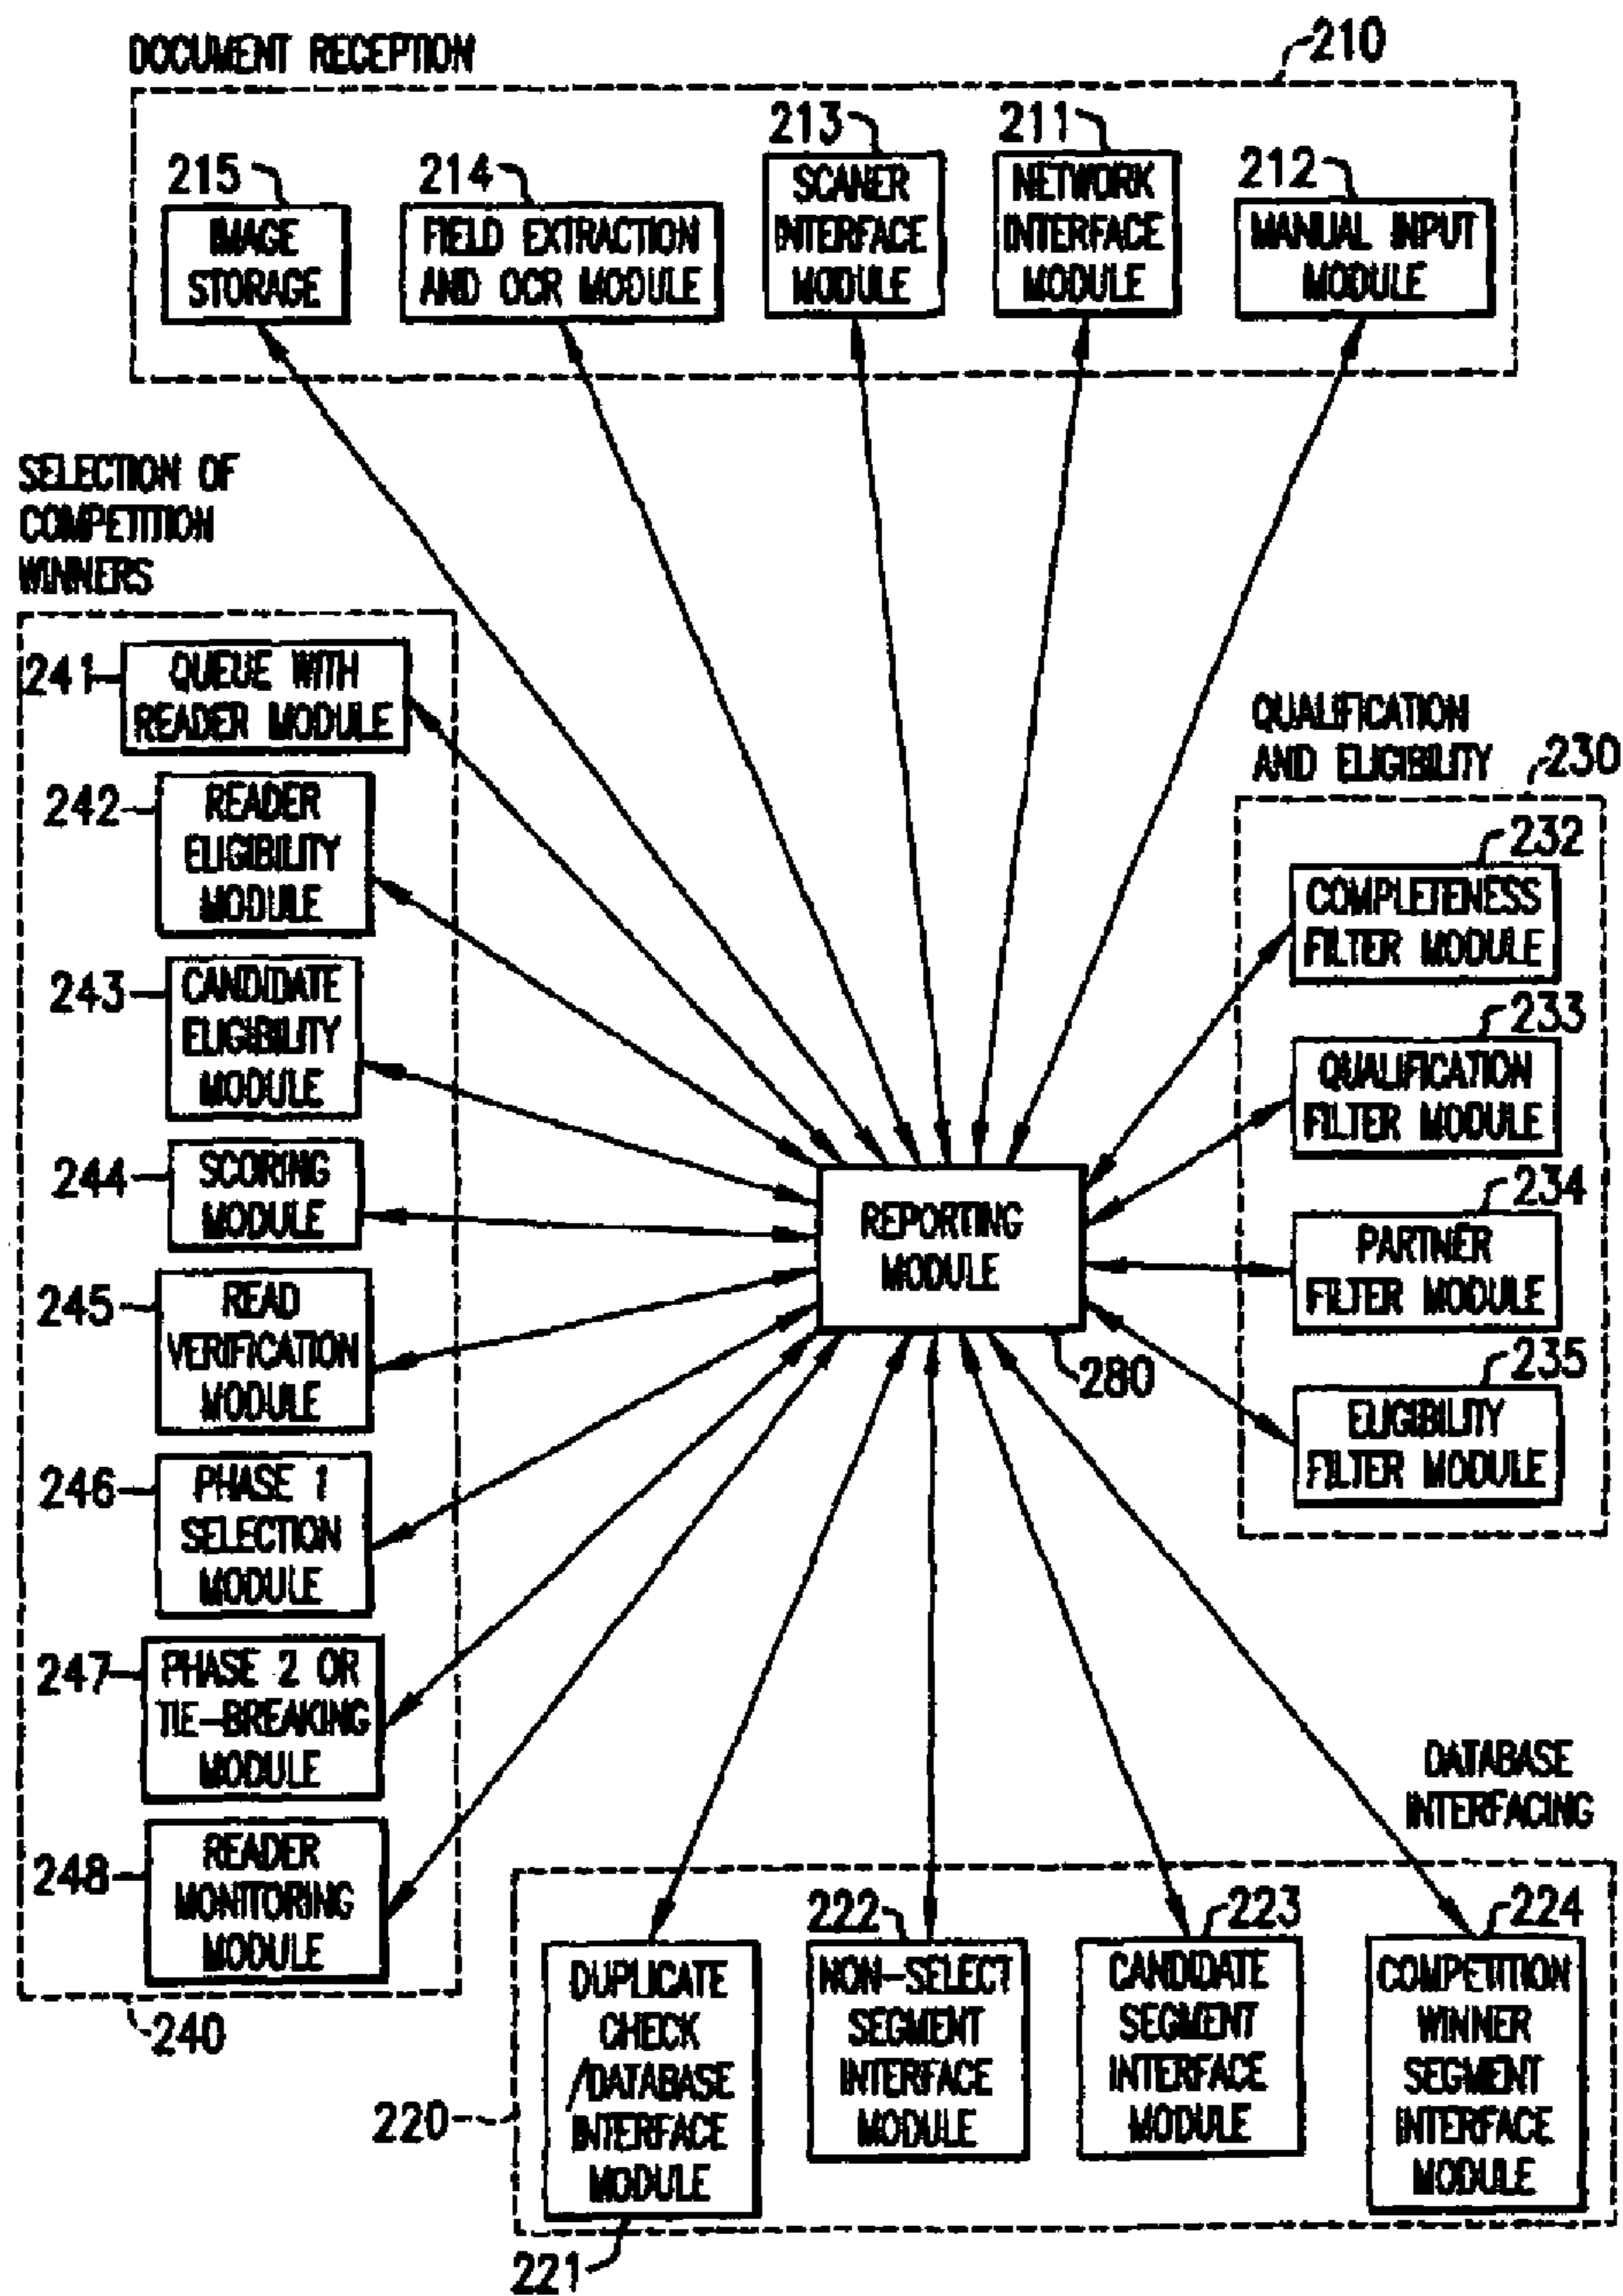 DOCUMENT RECEPTION
210
213
211
215
214
212
SCANER
INTERFACE
MODULE
NETWORK
INTERFACE
MODULE
IMAGE
STORAGE
FIELD EXTRACTION
AND OCR MODULE
MANUAL INPUT
MODULE
SELECTION OF
COMPETITION
WINNERS
241
QUEUE WITH
READER MODULE
242
READER
ELIGIBILITY
MODULE
243
CANDIDATE
ELIGIBILITY
MODULE
244
SCORING
MODULE
245
READ
VERIFICATION
MODULE
246
PHASE 1
SELECTION
MODULE
247
PHASE 2 OR
TIE-BREAKING
MODULE
248
READER
MONITORING
MODULE
240
REPORTING
MODULE
280
QUALIFICATION
AND ELIGIBILITY
230
232
COMPLETENESS
FILTER MODULE
233
QUALIFICATION
FILTER MODULE
234
PARTNER
FILTER MODULE
235
ELIGIBILITY
FILTER MODULE
DATABASE
INTERFACING
220
DUPLICATE
CHECK
/DATABASE
INTERFACE
MODULE
221
222
NON-SELECT
SEGMENT
INTERFACE
MODULE
223
CANDIDATE
SEGMENT
INTERFACE
MODULE
224
COMPETITION
WINNER
SEGMENT
INTERFACE
MODULE